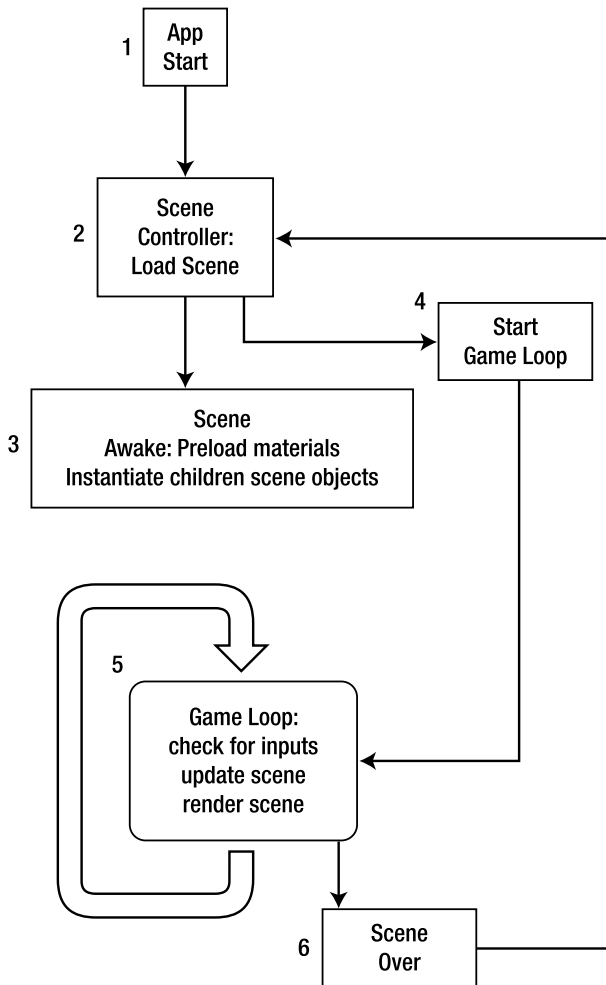 1
App
Start
2
Scene
Controller:
Load Scene
4
Start
Game Loop
3
Scene
Awake: Preload materials
Instantiate children scene objects
5
Game Loop:
check for inputs
update scene
render scene
6
Scene
Over